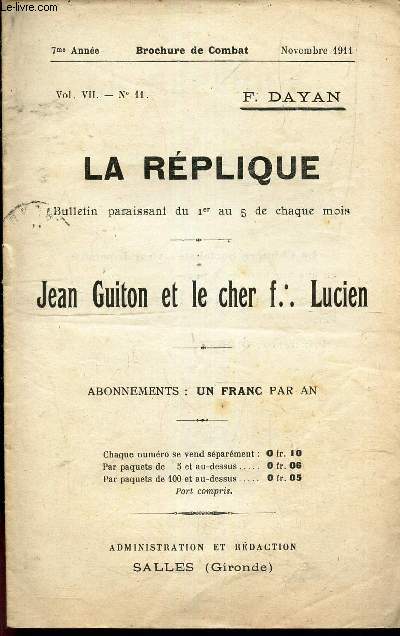 le-livre.com
7me Année Brochure de Combat Novembre 1911
Vol. VII. — No 11. F. DAYAN
LA RÉPLIQUE
Bulletin paraissant du 1er au 5 de chaque mois
Jean Guiton et le cher f∴ Lucien
ABONNEMENTS : UN FRANC PAR AN
Chaque numéro se vend séparément : 0 fr. 10
Par paquets de 5 et au-dessus ..... 0 fr. 06
Par paquets de 100 et au-dessus ..... 0 fr. 05
Port compris.
ADMINISTRATION ET RÉDACTION
SALLES (Gironde)